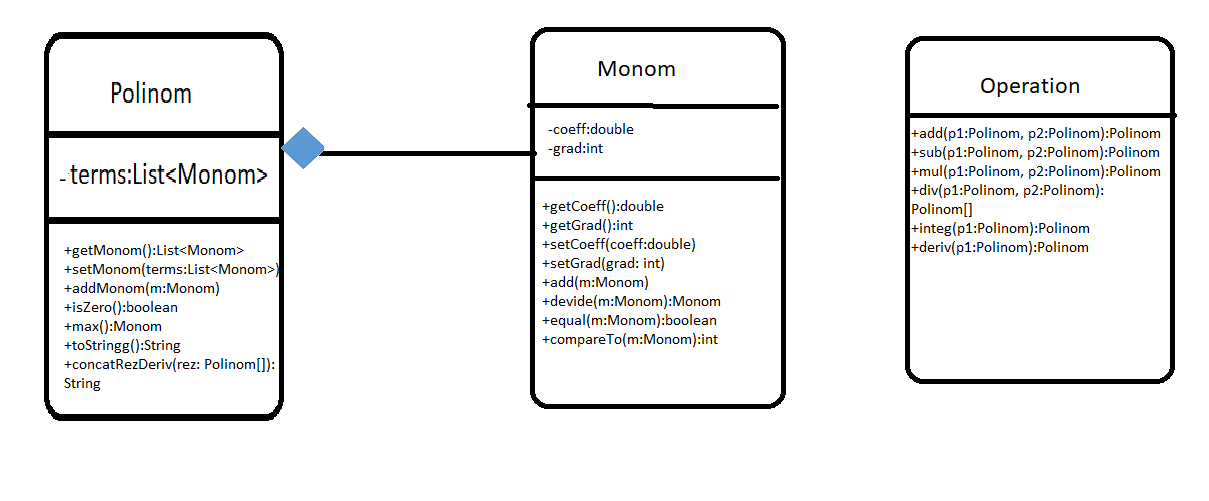 Polinom
- terms:List<Monom>
+getMonom():List<Monom>
+setMonom(terms:List<Monom>)
+addMonom(m:Monom)
+isZero():boolean
+max():Monom
+toStringg():String
+concatRezDeriv(rez: Polinom[]):
String
Monom
-coeff:double
-grad:int
+getCoeff():double
+getGrad():int
+setCoeff(coeff:double)
+setGrad(grad: int)
+add(m:Monom)
+devide(m:Monom):Monom
+equal(m:Monom):boolean
+compareTo(m:Monom):int
Operation
+add(p1:Polinom, p2:Polinom):Polinom
+sub(p1:Polinom, p2:Polinom):Polinom
+mul(p1:Polinom, p2:Polinom):Polinom
+div(p1:Polinom, p2:Polinom):
Polinom[]
+integ(p1:Polinom):Polinom
+deriv(p1:Polinom):Polinom